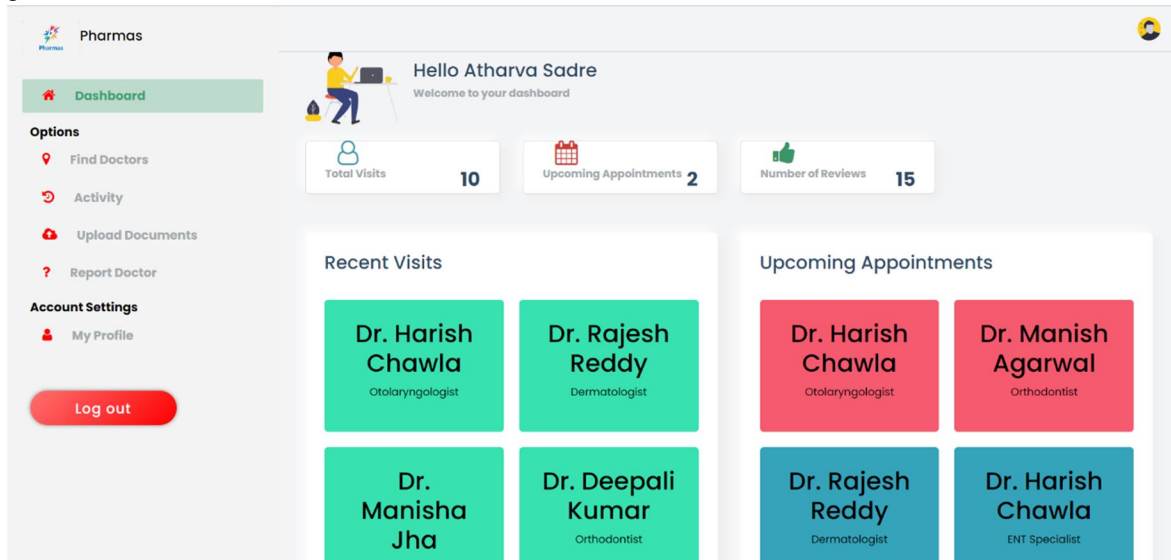 Pharmas
Pharmas
Dashboard
Options
Find Doctors
Activity
Upload Documents
Report Doctor
Account Settings
My Profile
Log out
Hello Atharva Sadre
Welcome to your dashboard
Total Visits 10
Upcoming Appointments 2
Number of Reviews 15
Recent Visits
Dr. Harish
Chawla
Otolaryngologist
Dr. Rajesh
Reddy
Dermatologist
Dr.
Manisha
Jha
Dr. Deepali
Kumar
Orthodontist
Upcoming Appointments
Dr. Harish
Chawla
Otolaryngologist
Dr. Manish
Agarwal
Orthodontist
Dr. Rajesh
Reddy
Dermatologist
Dr. Harish
Chawla
ENT Specialist